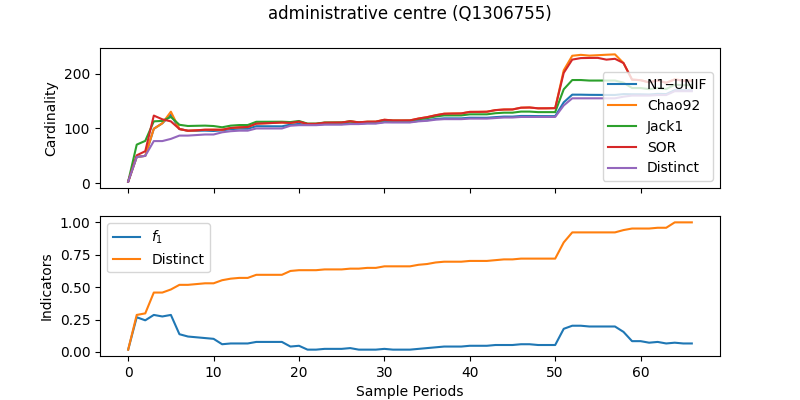 administrative centre (Q1306755)
Cardinality
200
100
0
N1−UNIF
Chao92
Jack1
SOR
Distinct
Indicators
1.00
0.75
0.50
0.25
0.00
f₁
Distinct
0 10 20 30 40 50 60
Sample Periods